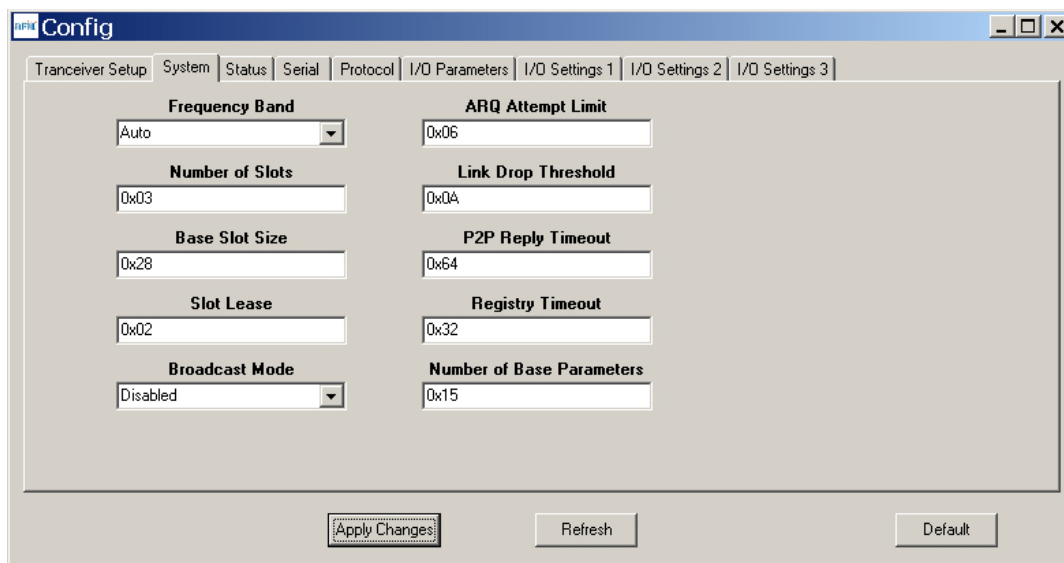 RFM Config
Tranceiver Setup System Status Serial Protocol I/O Parameters I/O Settings 1 I/O Settings 2 I/O Settings 3
Frequency Band ARQ Attempt Limit
Auto 0x06
Number of Slots Link Drop Threshold
0x03 0x0A
Base Slot Size P2P Reply Timeout
0x28 0x64
Slot Lease Registry Timeout
0x02 0x32
Broadcast Mode Number of Base Parameters
Disabled 0x15
Apply Changes Refresh Default